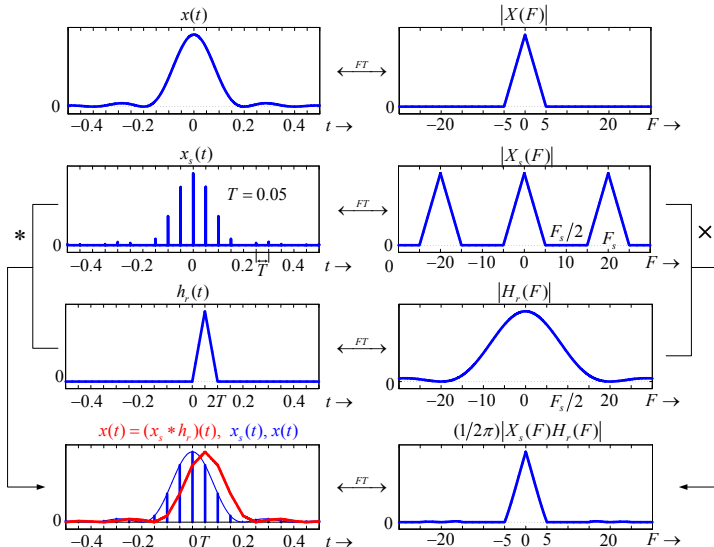 x(t) |X(F)|
0 FT 0
−0.4 −0.2 0 0.2 0.4 t → −20 −5 0 5 20 F →
x_s(t) |X_s(F)|
T = 0.05
* FT F_s/2 F_s ×
0 0
−0.4 −0.2 0 0.2 0.4 t → 0 −20 −10 0 10 20 F →
T
h_r(t) |H_r(F)|
FT
0 0
−0.4 −0.2 0 2T 0.2 0.4 t → −20 −10 0 F_s/2 20 F →
x(t) = (x_s * h_r)(t), x_s(t), x(t) (1/2π)|X_s(F)H_r(F)|
FT
0 0
−0.4 −0.2 0 T 0.2 0.4 t → −20 −5 0 5 20 F →